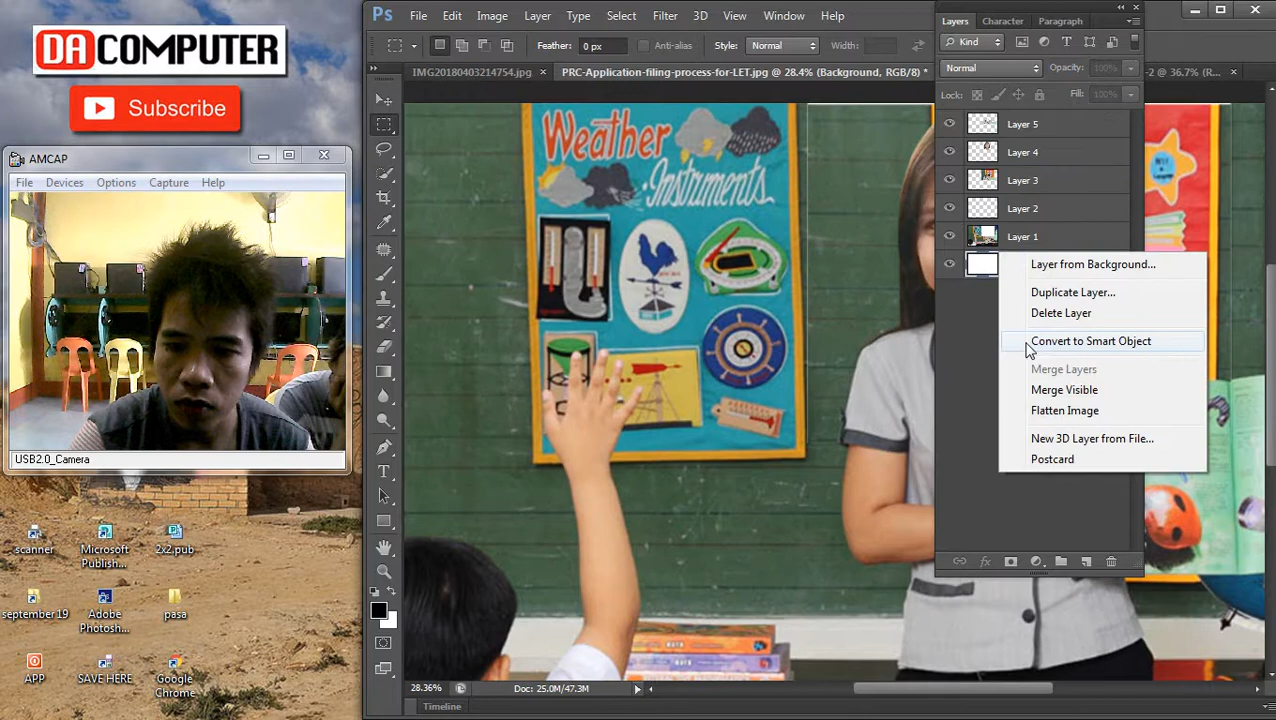 DA COMPUTER
Subscribe
AMCAP
File Devices Options Capture Help
USB2.0_Camera
scanner
Microsoft Publish...
2x2.pub
september19
Adobe Photosh...
pasa
APP
SAVE HERE
Google Chrome
Ps File Edit Image Layer Type Select Filter 3D View Window Help
Feather: 0 px Anti-alias Style: Normal Width:
IMG20180403214754.jpg × PRC-Application-filing-process-for-LET.jpg @ 28.4% (Background, RGB/8) * -2 @ 36.7% (R... ×
Weather
Instruments
Layers Character Paragraph
Kind
Normal Opacity: 100%
Lock: Fill: 100%
Layer 5
Layer 4
Layer 3
Layer 2
Layer 1
Layer from Background...
Duplicate Layer...
Delete Layer
Convert to Smart Object
Merge Layers
Merge Visible
Flatten Image
New 3D Layer from File...
Postcard
28.36% Doc: 25.0M/47.3M
Timeline